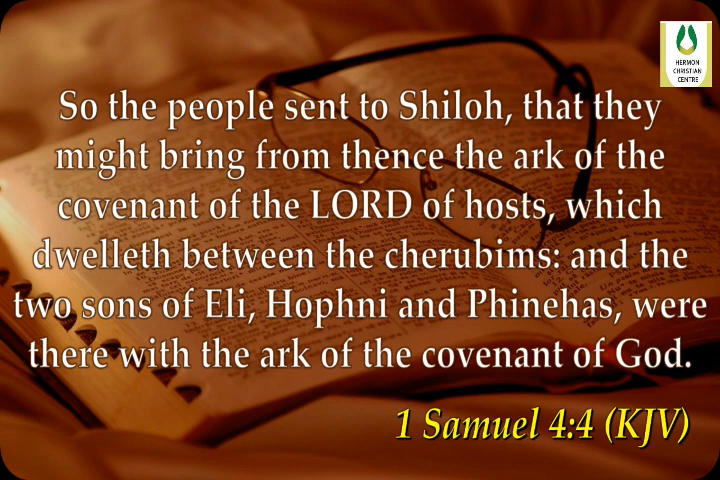 HERMON
CHRISTIAN
CENTRE
So the people sent to Shiloh, that they
might bring from thence the ark of the
covenant of the LORD of hosts, which
dwelleth between the cherubims: and the
two sons of Eli, Hophni and Phinehas, were
there with the ark of the covenant of God.
1 Samuel 4:4 (KJV)